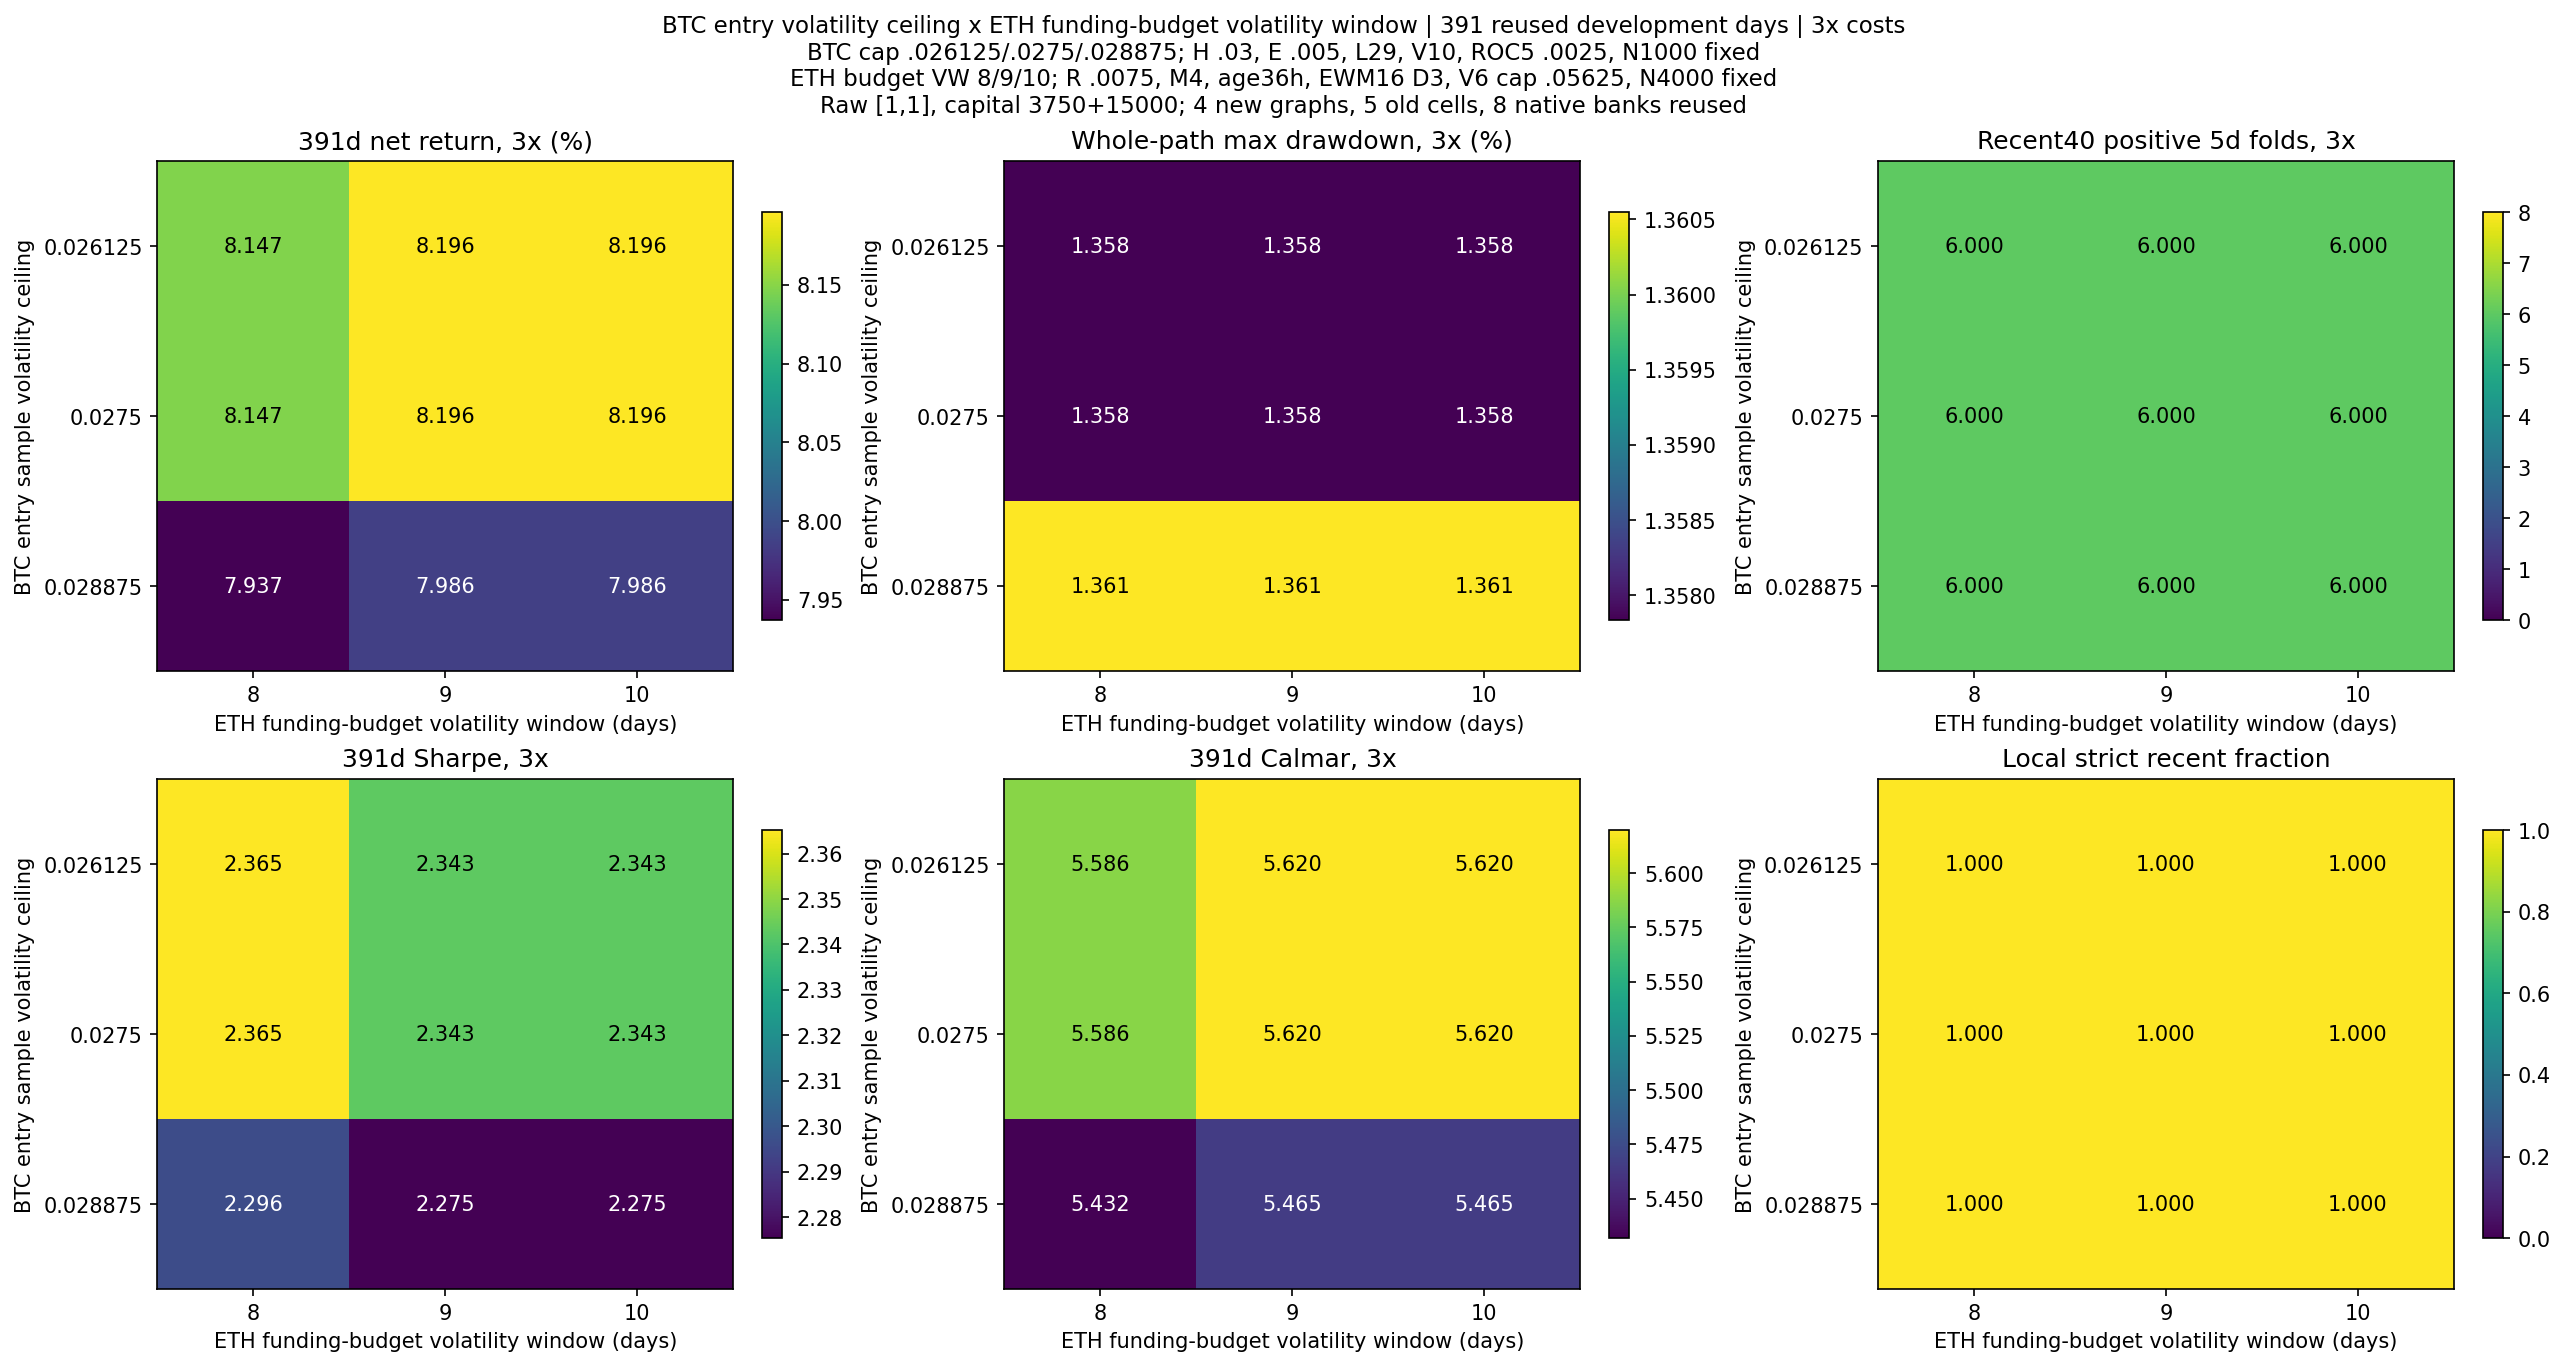 BTC entry volatility ceiling x ETH funding-budget volatility window | 391 reused development days | 3x costs
BTC cap .026125/.0275/.028875; H .03, E .005, L29, V10, ROC5 .0025, N1000 fixed
ETH budget VW 8/9/10; R .0075, M4, age36h, EWM16 D3, V6 cap .05625, N4000 fixed
Raw [1,1], capital 3750+15000; 4 new graphs, 5 old cells, 8 native banks reused
391d net return, 3x (%)
BTC entry sample volatility ceiling
0.026125
0.0275
0.028875
8.147 8.196 8.196
8.147 8.196 8.196
7.937 7.986 7.986
8 9 10
ETH funding-budget volatility window (days)
8.15
8.10
8.05
8.00
7.95
Whole-path max drawdown, 3x (%)
BTC entry sample volatility ceiling
0.026125
0.0275
0.028875
1.358 1.358 1.358
1.358 1.358 1.358
1.361 1.361 1.361
8 9 10
ETH funding-budget volatility window (days)
1.3605
1.3600
1.3595
1.3590
1.3585
1.3580
Recent40 positive 5d folds, 3x
BTC entry sample volatility ceiling
0.026125
0.0275
0.028875
6.000 6.000 6.000
6.000 6.000 6.000
6.000 6.000 6.000
8 9 10
ETH funding-budget volatility window (days)
8
7
6
5
4
3
2
1
0
391d Sharpe, 3x
BTC entry sample volatility ceiling
0.026125
0.0275
0.028875
2.365 2.343 2.343
2.365 2.343 2.343
2.296 2.275 2.275
8 9 10
ETH funding-budget volatility window (days)
2.36
2.35
2.34
2.33
2.32
2.31
2.30
2.29
2.28
391d Calmar, 3x
BTC entry sample volatility ceiling
0.026125
0.0275
0.028875
5.586 5.620 5.620
5.586 5.620 5.620
5.432 5.465 5.465
8 9 10
ETH funding-budget volatility window (days)
5.600
5.575
5.550
5.525
5.500
5.475
5.450
Local strict recent fraction
BTC entry sample volatility ceiling
0.026125
0.0275
0.028875
1.000 1.000 1.000
1.000 1.000 1.000
1.000 1.000 1.000
8 9 10
ETH funding-budget volatility window (days)
1.0
0.8
0.6
0.4
0.2
0.0